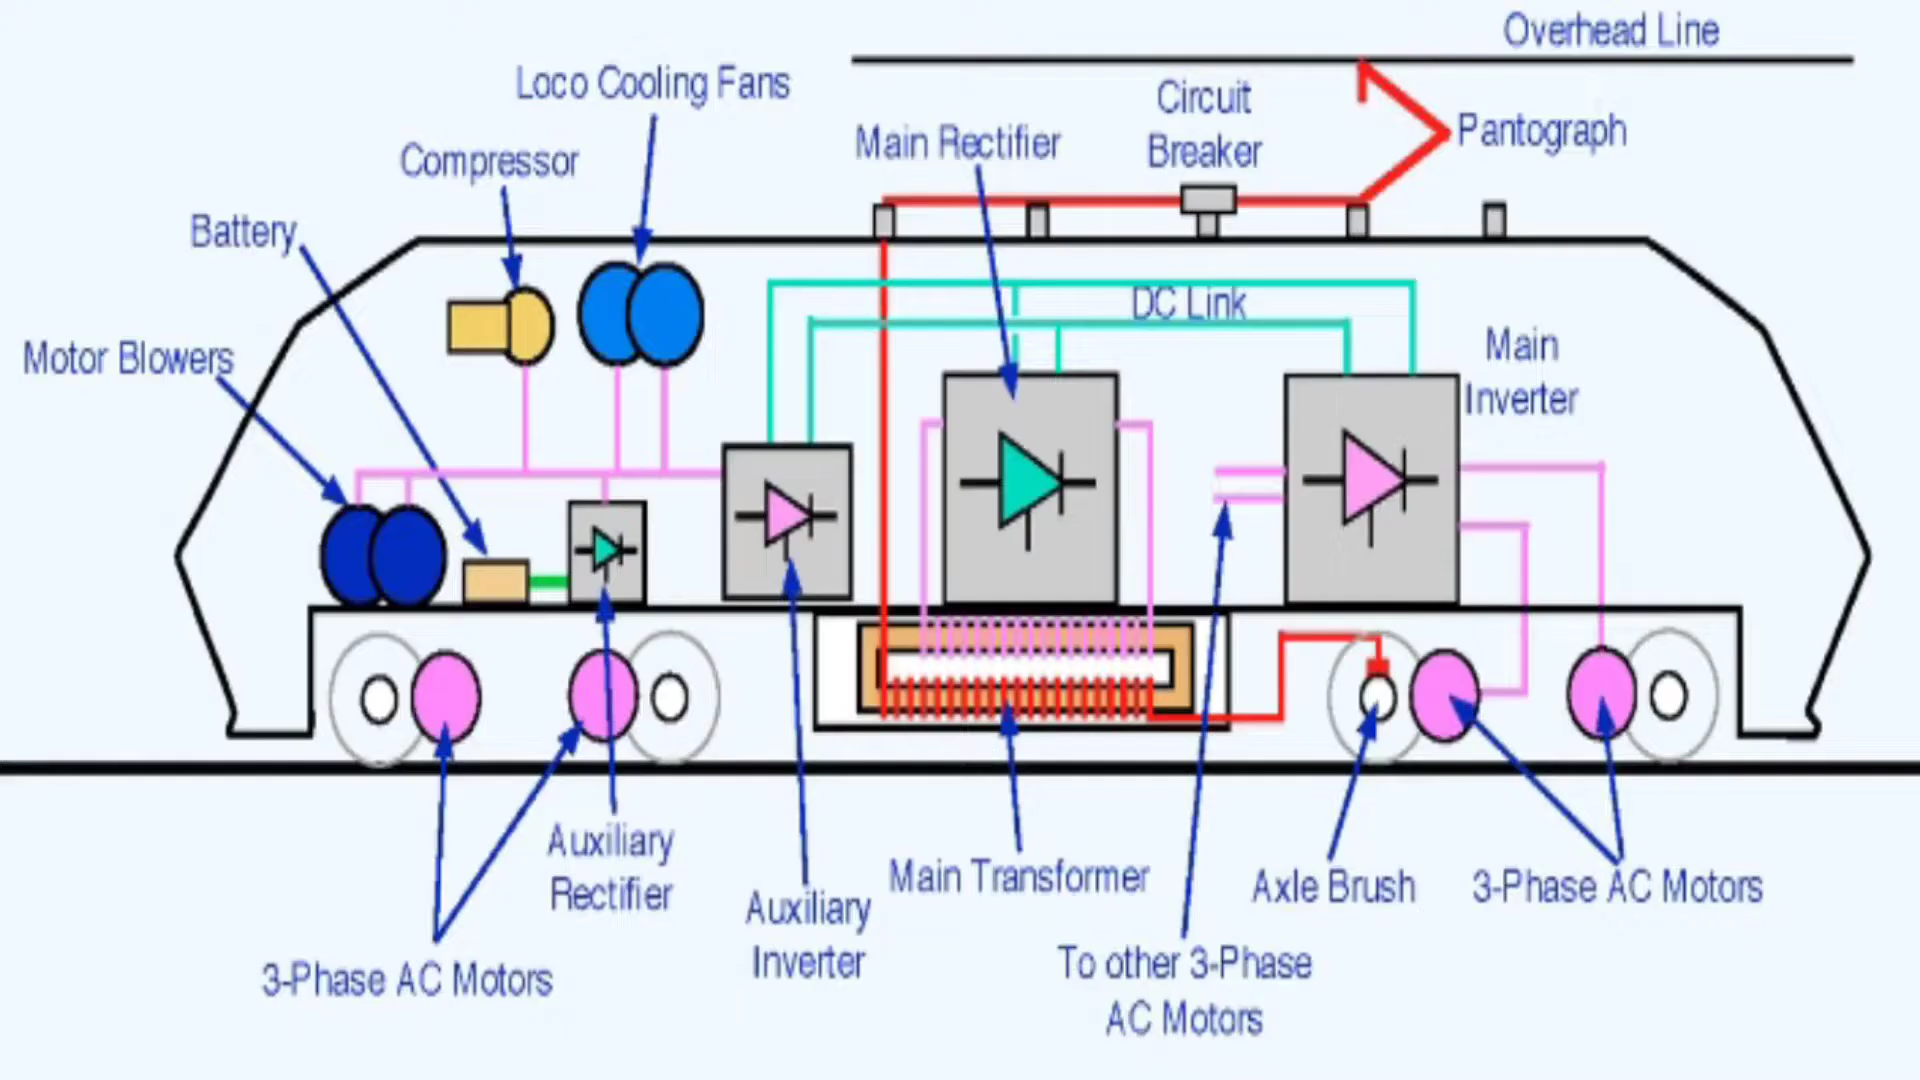 Overhead Line
Loco Cooling Fans
Circuit
Breaker
Main Rectifier
Pantograph
Compressor
Battery
DC Link
Motor Blowers
Main
Inverter
Auxiliary
Rectifier
Main Transformer
Axle Brush
3-Phase AC Motors
Auxiliary
Inverter
3-Phase AC Motors
To other 3-Phase
AC Motors